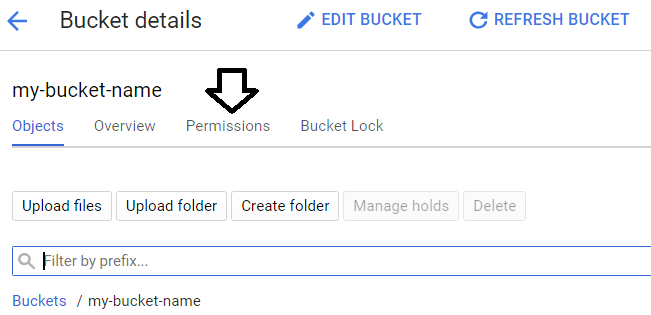 Bucket details EDIT BUCKET REFRESH BUCKET
my-bucket-name
Objects Overview Permissions Bucket Lock
Upload files Upload folder Create folder Manage holds Delete
Filter by prefix...
Buckets / my-bucket-name